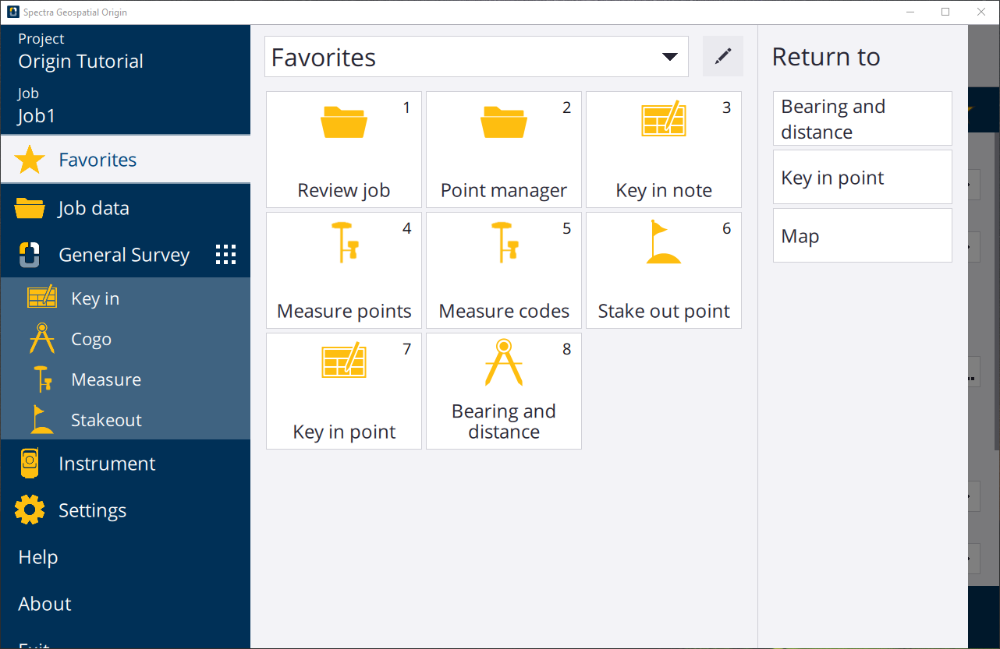 Spectra Geospatial Origin
Project
Origin Tutorial
Job
Job1
Favorites
Job data
General Survey
Key in
Cogo
Measure
Stakeout
Instrument
Settings
Help
About
Exit
Favorites
1
Review job
2
Point manager
3
Key in note
4
Measure points
5
Measure codes
6
Stake out point
7
Key in point
8
Bearing and
distance
Return to
Bearing and
distance
Key in point
Map